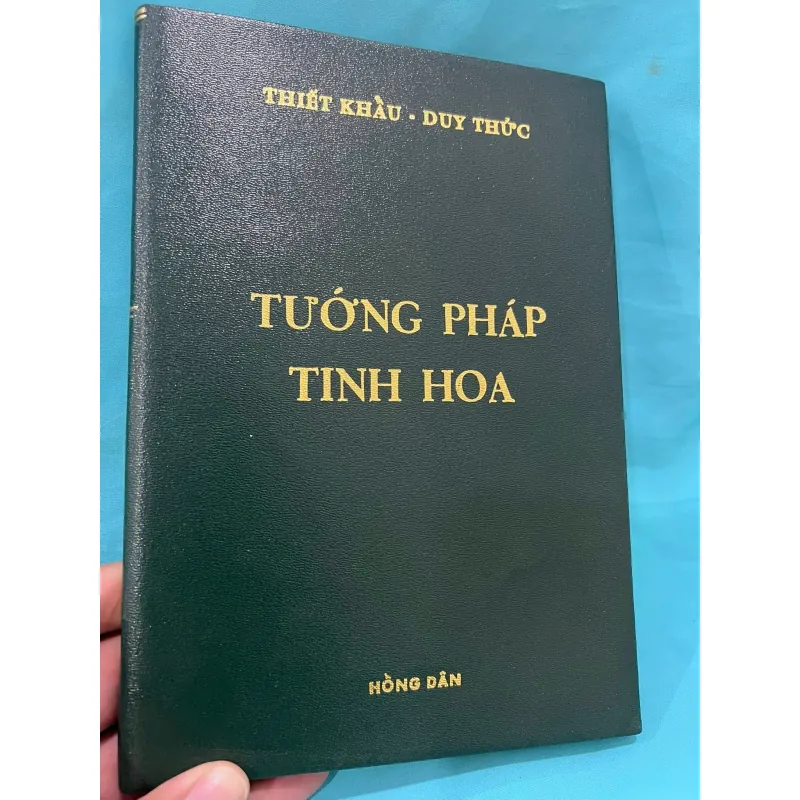 THIẾT KHẨU - DUY THỨC
TƯỚNG PHÁP
TINH HOA
HỒNG DÂN